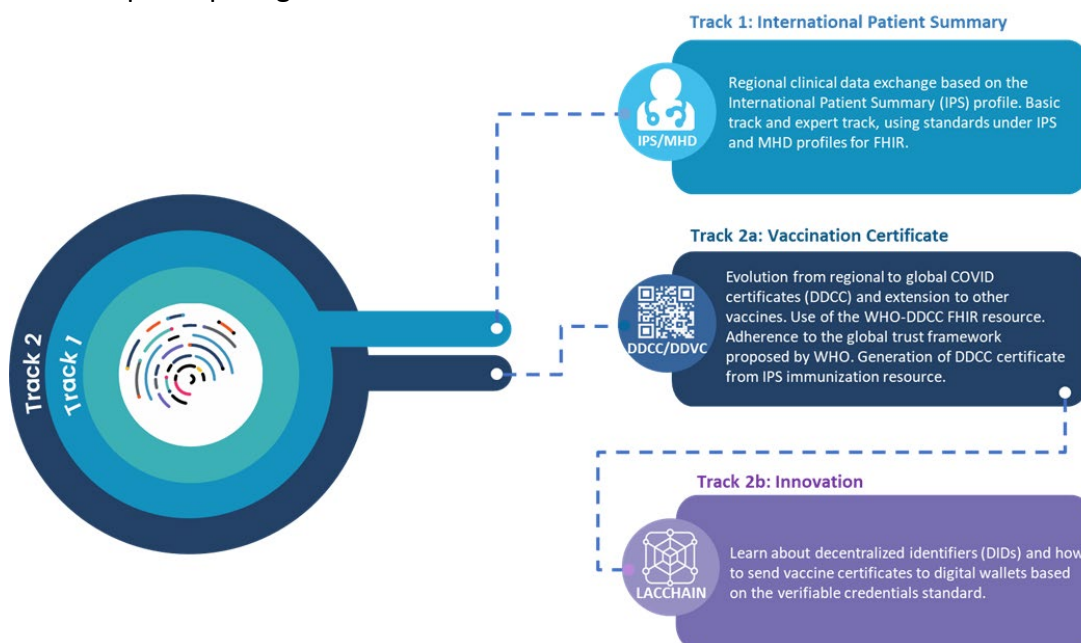 Track 1: International Patient Summary
Regional clinical data exchange based on the
International Patient Summary (IPS) profile. Basic
track and expert track, using standards under IPS
and MHD profiles for FHIR.
IPS/MHD
Track 2a: Vaccination Certificate
Evolution from regional to global COVID
certificates (DDCC) and extension to other
vaccines. Use of the WHO-DDCC FHIR resource.
Adherence to the global trust framework
proposed by WHO. Generation of DDCC certificate
from IPS immunization resource.
DDCC/DDVC
Track 2
Track 1
Track 2b: Innovation
Learn about decentralized identifiers (DIDs) and how
to send vaccine certificates to digital wallets based
on the verifiable credentials standard.
LACCHAIN